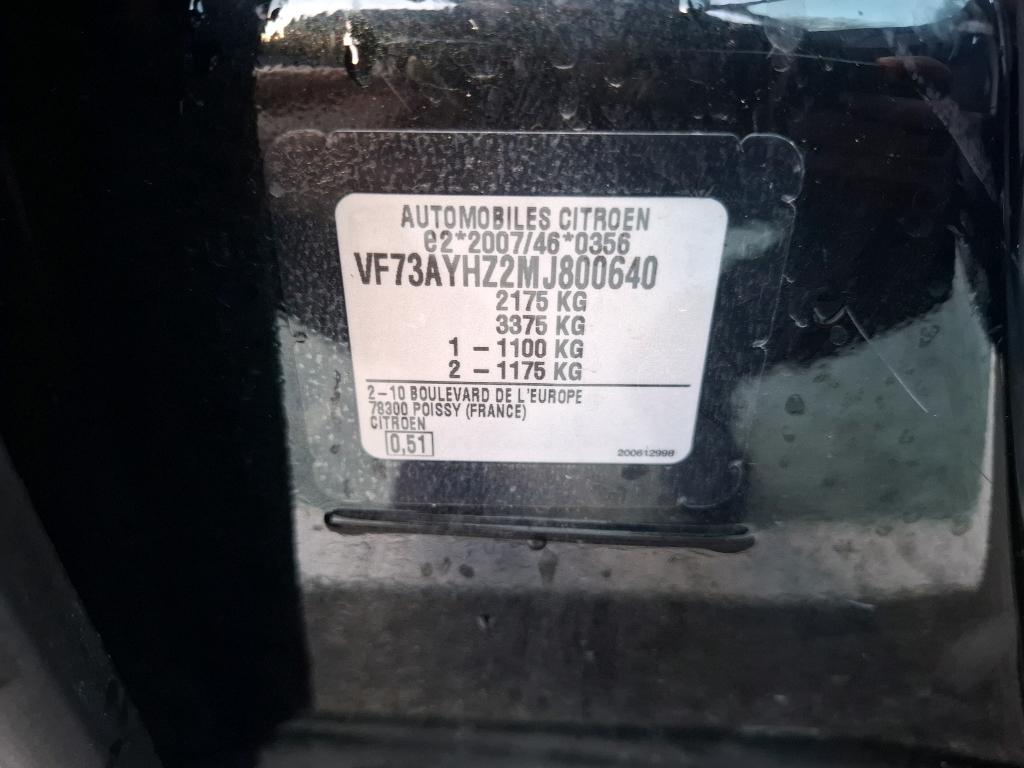 AUTOMOBILES CITROEN
e2*2007/46*0356
VF73AYHZ2MJ800640
2175 KG
3375 KG
1 – 1100 KG
2 – 1175 KG
2–10 BOULEVARD DE L'EUROPE
78300 POISSY (FRANCE)
CITROEN
0,51
200612998